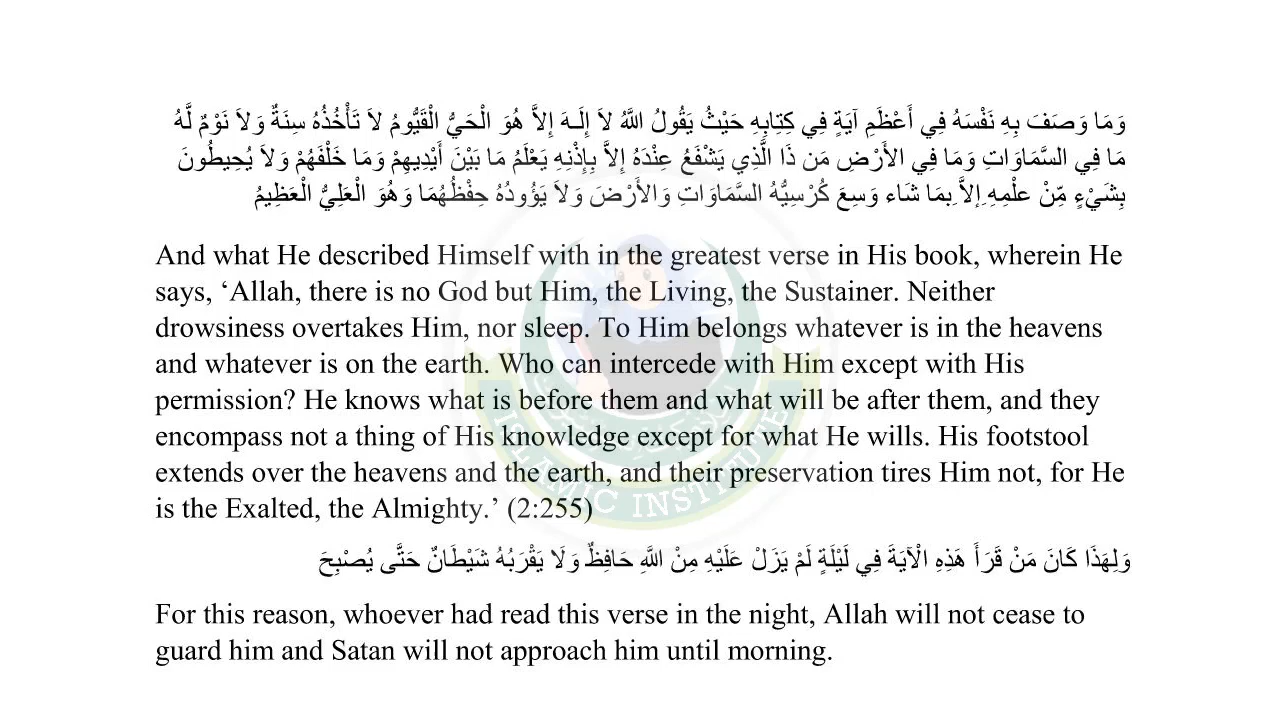 وَمَا وَصَفَ بِهِ نَفْسَهُ فِي أَعْظَمِ آيَةٍ فِي كِتِابِهِ حَيْثُ يَقُولُ اللَّهُ لاَ إِلَـهَ إِلاَّ هُوَ الْحَيُّ الْقَيُّومُ لاَ تَأْخُذُهُ سِنَةٌ وَلاَ نَوْمٌ لَّهُ
مَا فِي السَّمَاوَاتِ وَمَا فِي الأَرْضِ مَن ذَا الَّذِي يَشْفَعُ عِنْدَهُ إِلاَّ بِإِذْنِهِ يَعْلَمُ مَا بَيْنَ أَيْدِيهِمْ وَمَا خَلْفَهُمْ وَلاَ يُحِيطُونَ
بِشَيْءٍ مِّنْ عِلْمِهِ إِلاَّ بِمَا شَاء وَسِعَ كُرْسِيُّهُ السَّمَاوَاتِ وَالأَرْضَ وَلاَ يَؤُودُهُ حِفْظُهُمَا وَهُوَ الْعَلِيُّ الْعَظِيمُ
And what He described Himself with in the greatest verse in His book, wherein He
says, ‘Allah, there is no God but Him, the Living, the Sustainer. Neither
drowsiness overtakes Him, nor sleep. To Him belongs whatever is in the heavens
and whatever is on the earth. Who can intercede with Him except with His
permission? He knows what is before them and what will be after them, and they
encompass not a thing of His knowledge except for what He wills. His footstool
extends over the heavens and the earth, and their preservation tires Him not, for He
is the Exalted, the Almighty.’ (2:255)
وَلِهَذَا كَانَ مَنْ قَرَأَ هَذِهِ الْآيَةَ فِي لَيْلَةٍ لَمْ يَزَلْ عَلَيْهِ مِنْ اللَّهِ حَافِظٌ وَلَا يَقْرَبُهُ شَيْطَانٌ حَتَّى يُصْبِحَ
For this reason, whoever had read this verse in the night, Allah will not cease to
guard him and Satan will not approach him until morning.
INSTITUTE